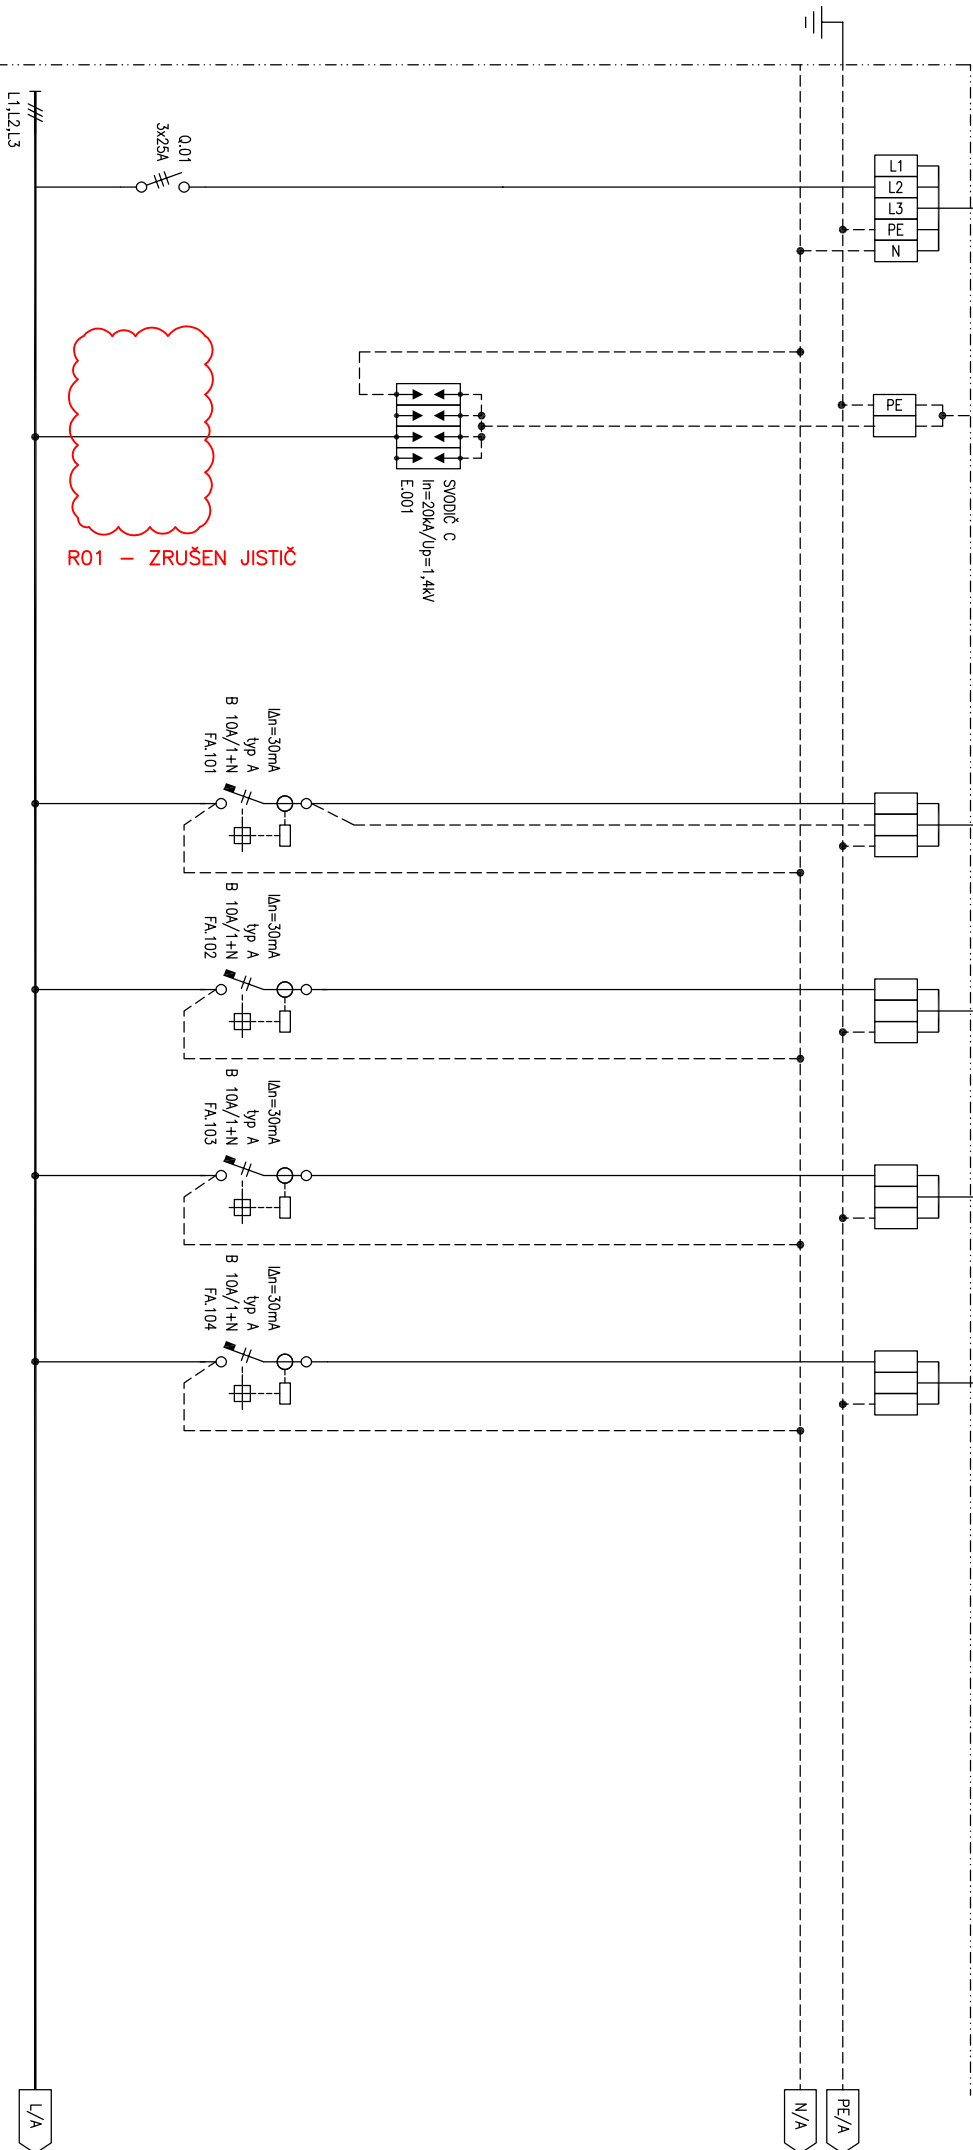 L1,L2,L3
Q.01
3x25A
L1
L2
L3
PE
N
PE
SVODIČ C
In=20kA/Up=1,4kV
E.001
R01 – ZRUŠEN JISTIČ
IΔn=30mA
typ A
B 10A/1+N
FA.101
IΔn=30mA
typ A
B 10A/1+N
FA.102
IΔn=30mA
typ A
B 10A/1+N
FA.103
IΔn=30mA
typ A
B 10A/1+N
FA.104
L/A
N/A
PE/A